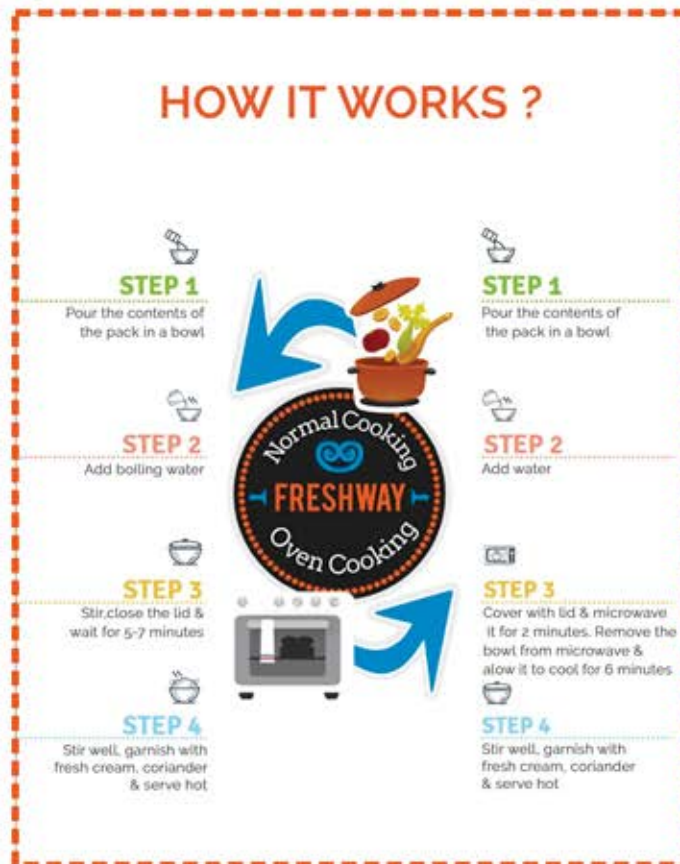 HOW IT WORKS ?
STEP 1
Pour the contents of
the pack in a bowl
STEP 2
Add boiling water
STEP 3
Stir,close the lid &
wait for 5-7 minutes
STEP 4
Stir well, garnish with
fresh cream, coriander
& serve hot
Normal Cooking
FRESHWAY
Oven Cooking
STEP 1
Pour the contents of
the pack in a bowl
STEP 2
Add water
STEP 3
Cover with lid & microwave
it for 2 minutes. Remove the
bowl from microwave &
alow it to cool for 6 minutes
STEP 4
Stir well, garnish with
fresh cream, coriander
& serve hot